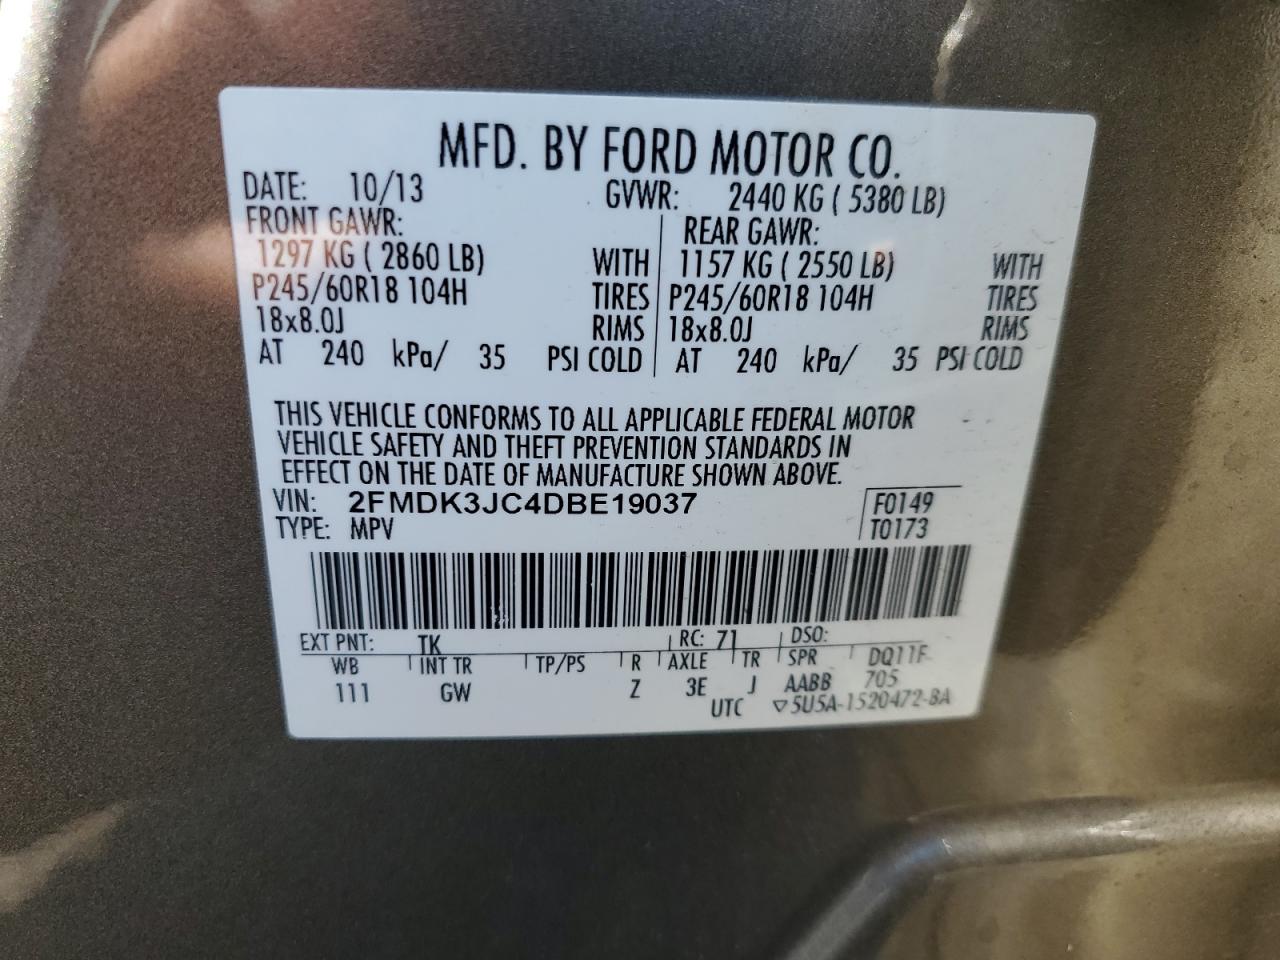 MFD. BY FORD MOTOR CO.
DATE: 10/13 GVWR: 2440 KG ( 5380 LB)
FRONT GAWR: REAR GAWR:
1297 KG ( 2860 LB) WITH 1157 KG ( 2550 LB) WITH
P245/60R18 104H TIRES P245/60R18 104H TIRES
18x8.0J RIMS 18x8.0J RIMS
AT 240 kPa/ 35 PSI COLD AT 240 kPa/ 35 PSI COLD
THIS VEHICLE CONFORMS TO ALL APPLICABLE FEDERAL MOTOR
VEHICLE SAFETY AND THEFT PREVENTION STANDARDS IN
EFFECT ON THE DATE OF MANUFACTURE SHOWN ABOVE.
VIN: 2FMDK3JC4DBE19037 F0149
TYPE: MPV T0173
EXT PNT: TK RC: 71 DSO:
WB INT TR TP/PS R AXLE TR SPR DQ11F
111 GW Z 3E J AABB 705
UTC ▽5U5A-1520472-BA